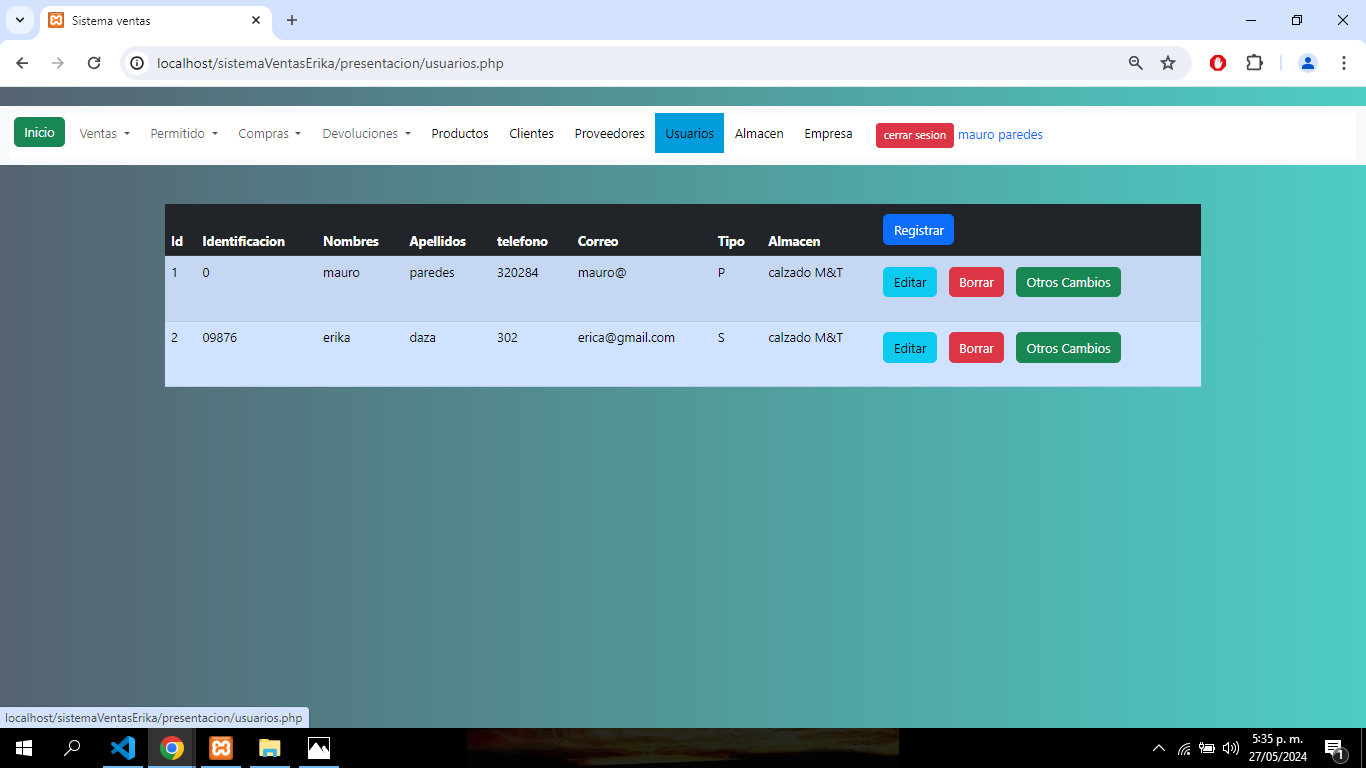 Sistema ventas
localhost/sistemaVentasErika/presentacion/usuarios.php
Inicio Ventas Permitido Compras Devoluciones Productos Clientes Proveedores Usuarios Almacen Empresa cerrar sesion mauro paredes
Id Identificacion Nombres Apellidos telefono Correo Tipo Almacen Registrar
1 0 mauro paredes 320284 mauro@ P calzado M&T Editar Borrar Otros Cambios
2 09876 erika daza 302 erica@gmail.com S calzado M&T Editar Borrar Otros Cambios
localhost/sistemaVentasErika/presentacion/usuarios.php
5:35 p. m.
27/05/2024
1